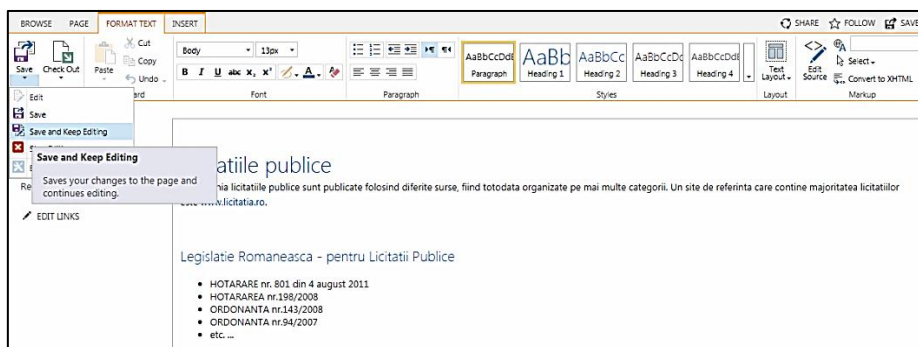 BROWSE PAGE FORMAT TEXT INSERT SHARE FOLLOW SAVE
Save Check Out Paste Cut Copy Undo
Body 13px
B I U abc x₂ x² A
AaBbCcDdE AaBb AaBbCc AaBbCcDc AaBbCcDdE
Paragraph Heading 1 Heading 2 Heading 3 Heading 4
Text Layout Edit Source Select Convert to XHTML
Font Paragraph Styles Layout Markup
Edit
Save
Save and Keep Editing
Save and Keep Editing
Saves your changes to the page and
continues editing.
EDIT LINKS
atiile publice
nia licitatiile publice sunt publicate folosind diferite surse, fiind totodata organizate pe mai multe categorii. Un site de referinta care contine majoritatea licitatiilor
este www.licitatia.ro.
Legislatie Romaneasca - pentru Licitatii Publice
HOTARARE nr. 801 din 4 august 2011
HOTARAREA nr.198/2008
ORDONANTA nr.143/2008
ORDONANTA nr.94/2007
etc. ...